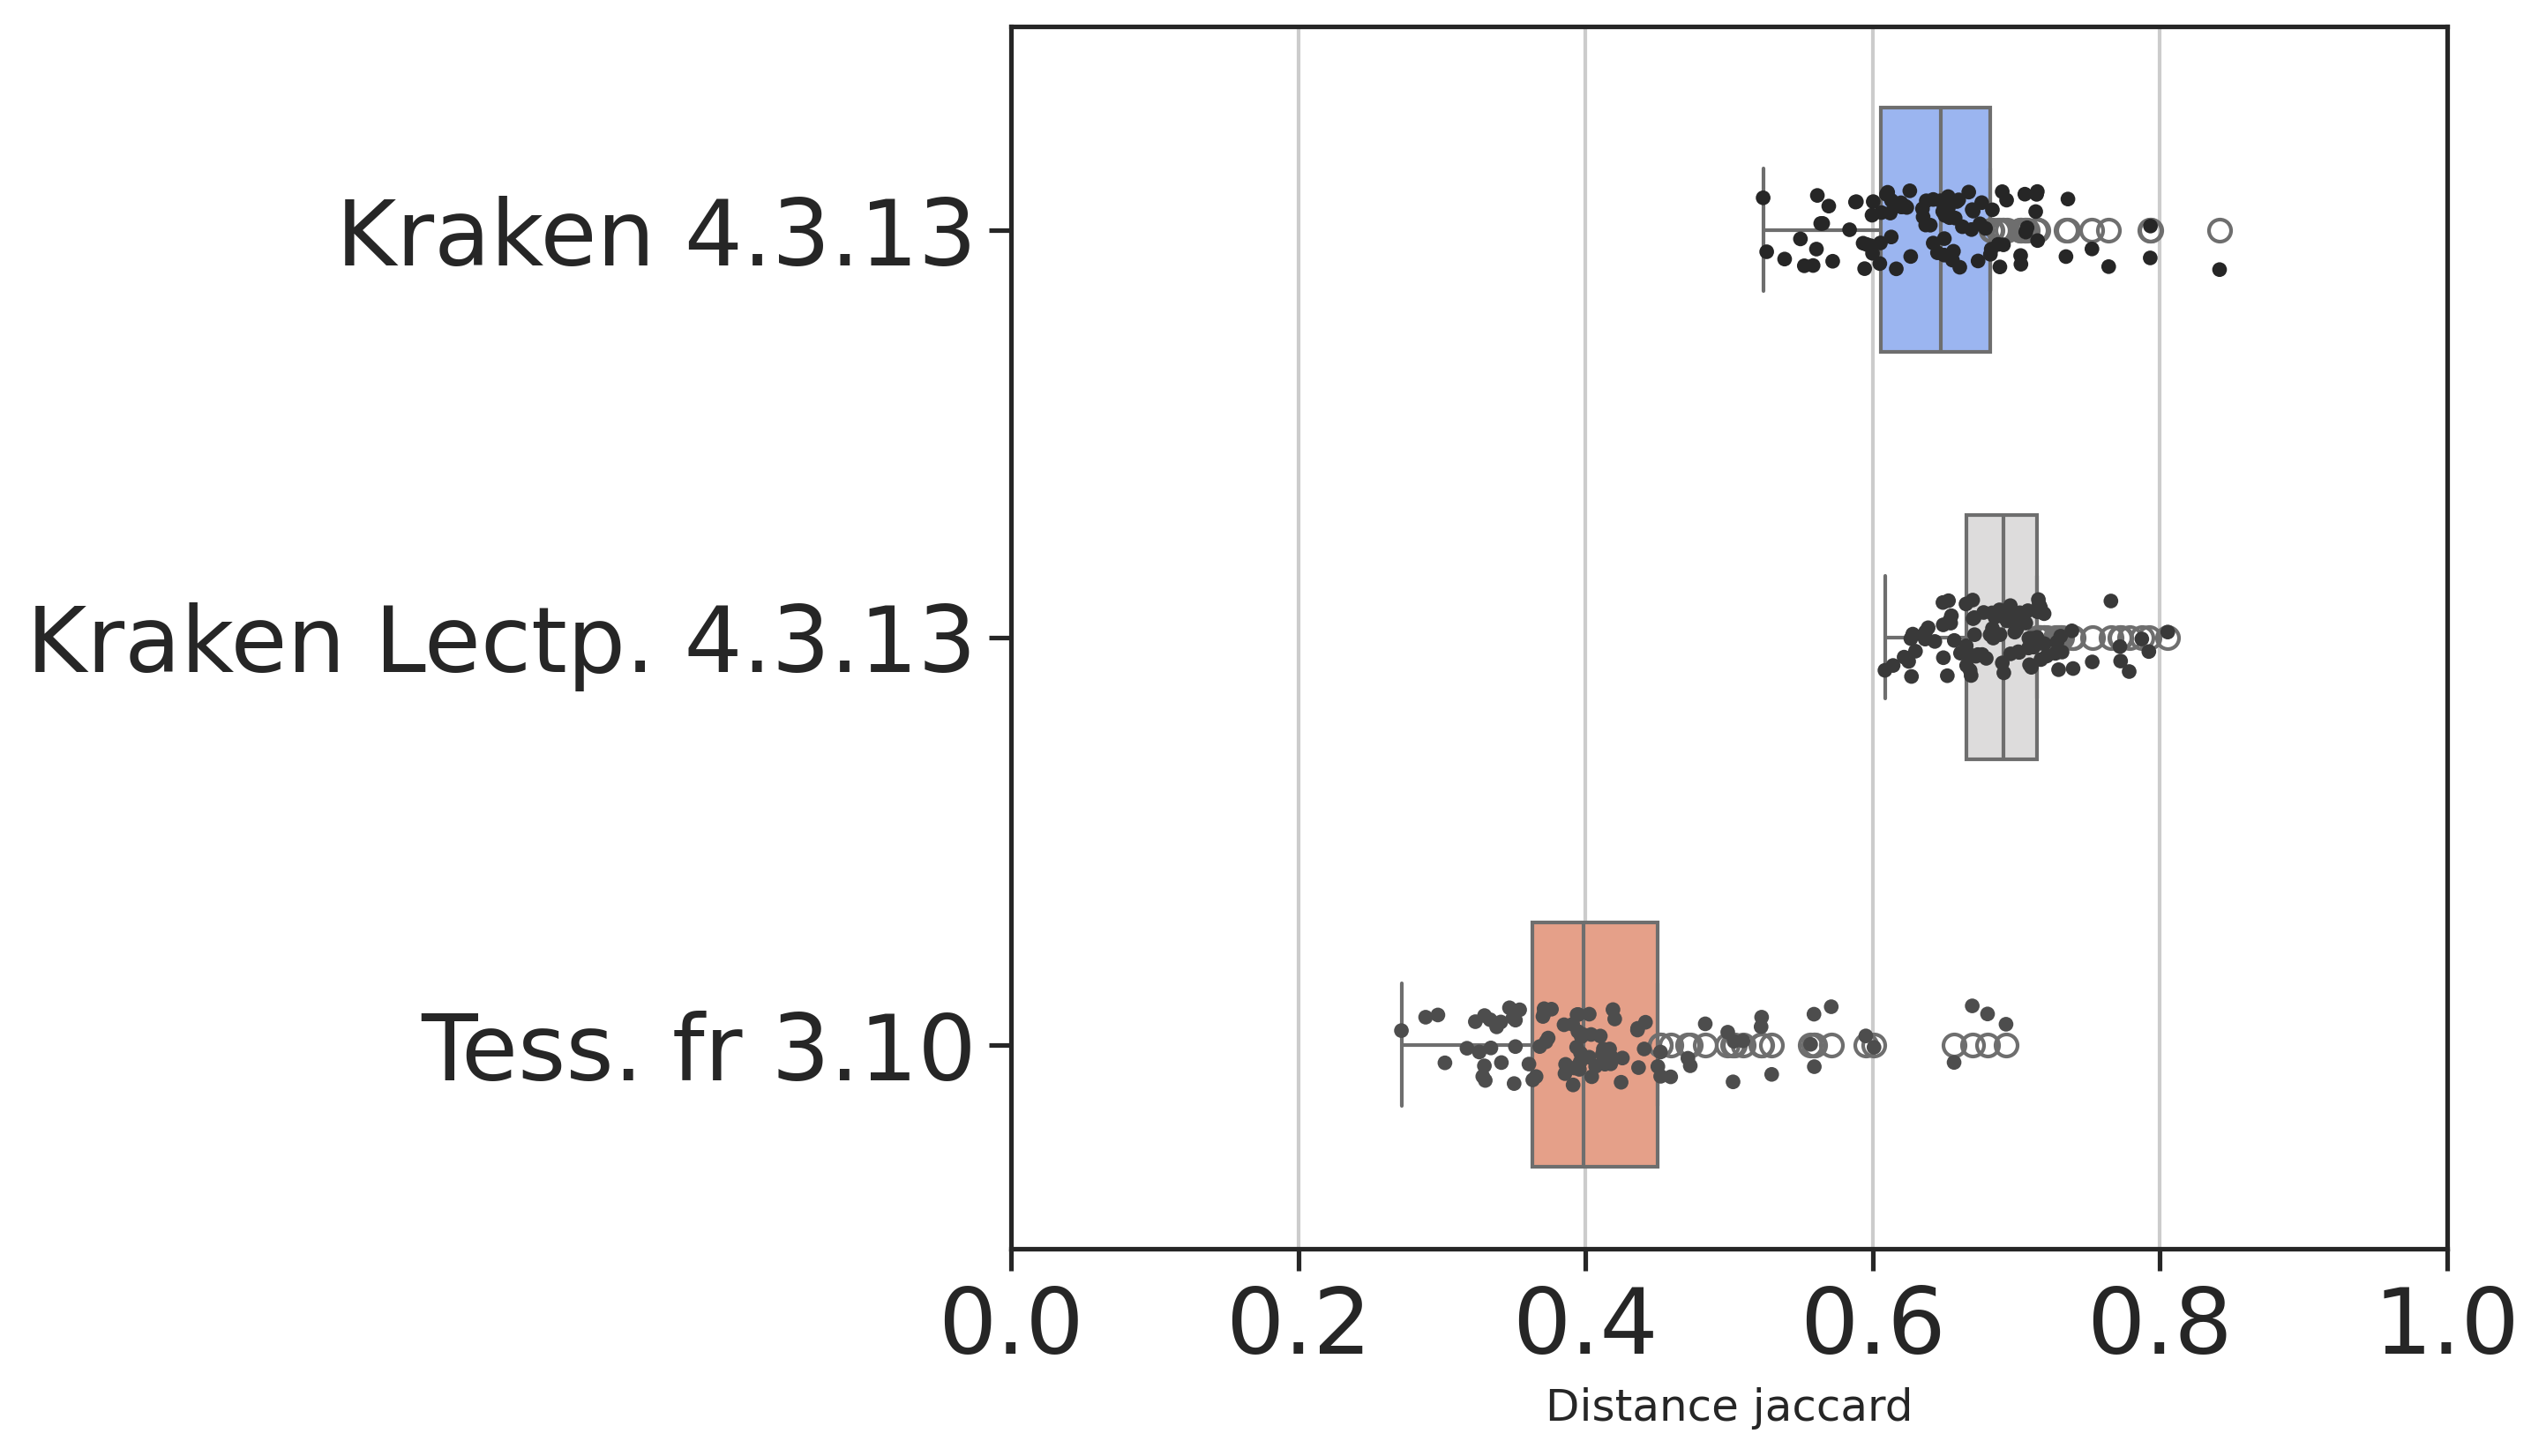 Kraken 4.3.13
Kraken Lectp. 4.3.13
Tess. fr 3.10
0.0 0.2 0.4 0.6 0.8 1.0
Distance jaccard